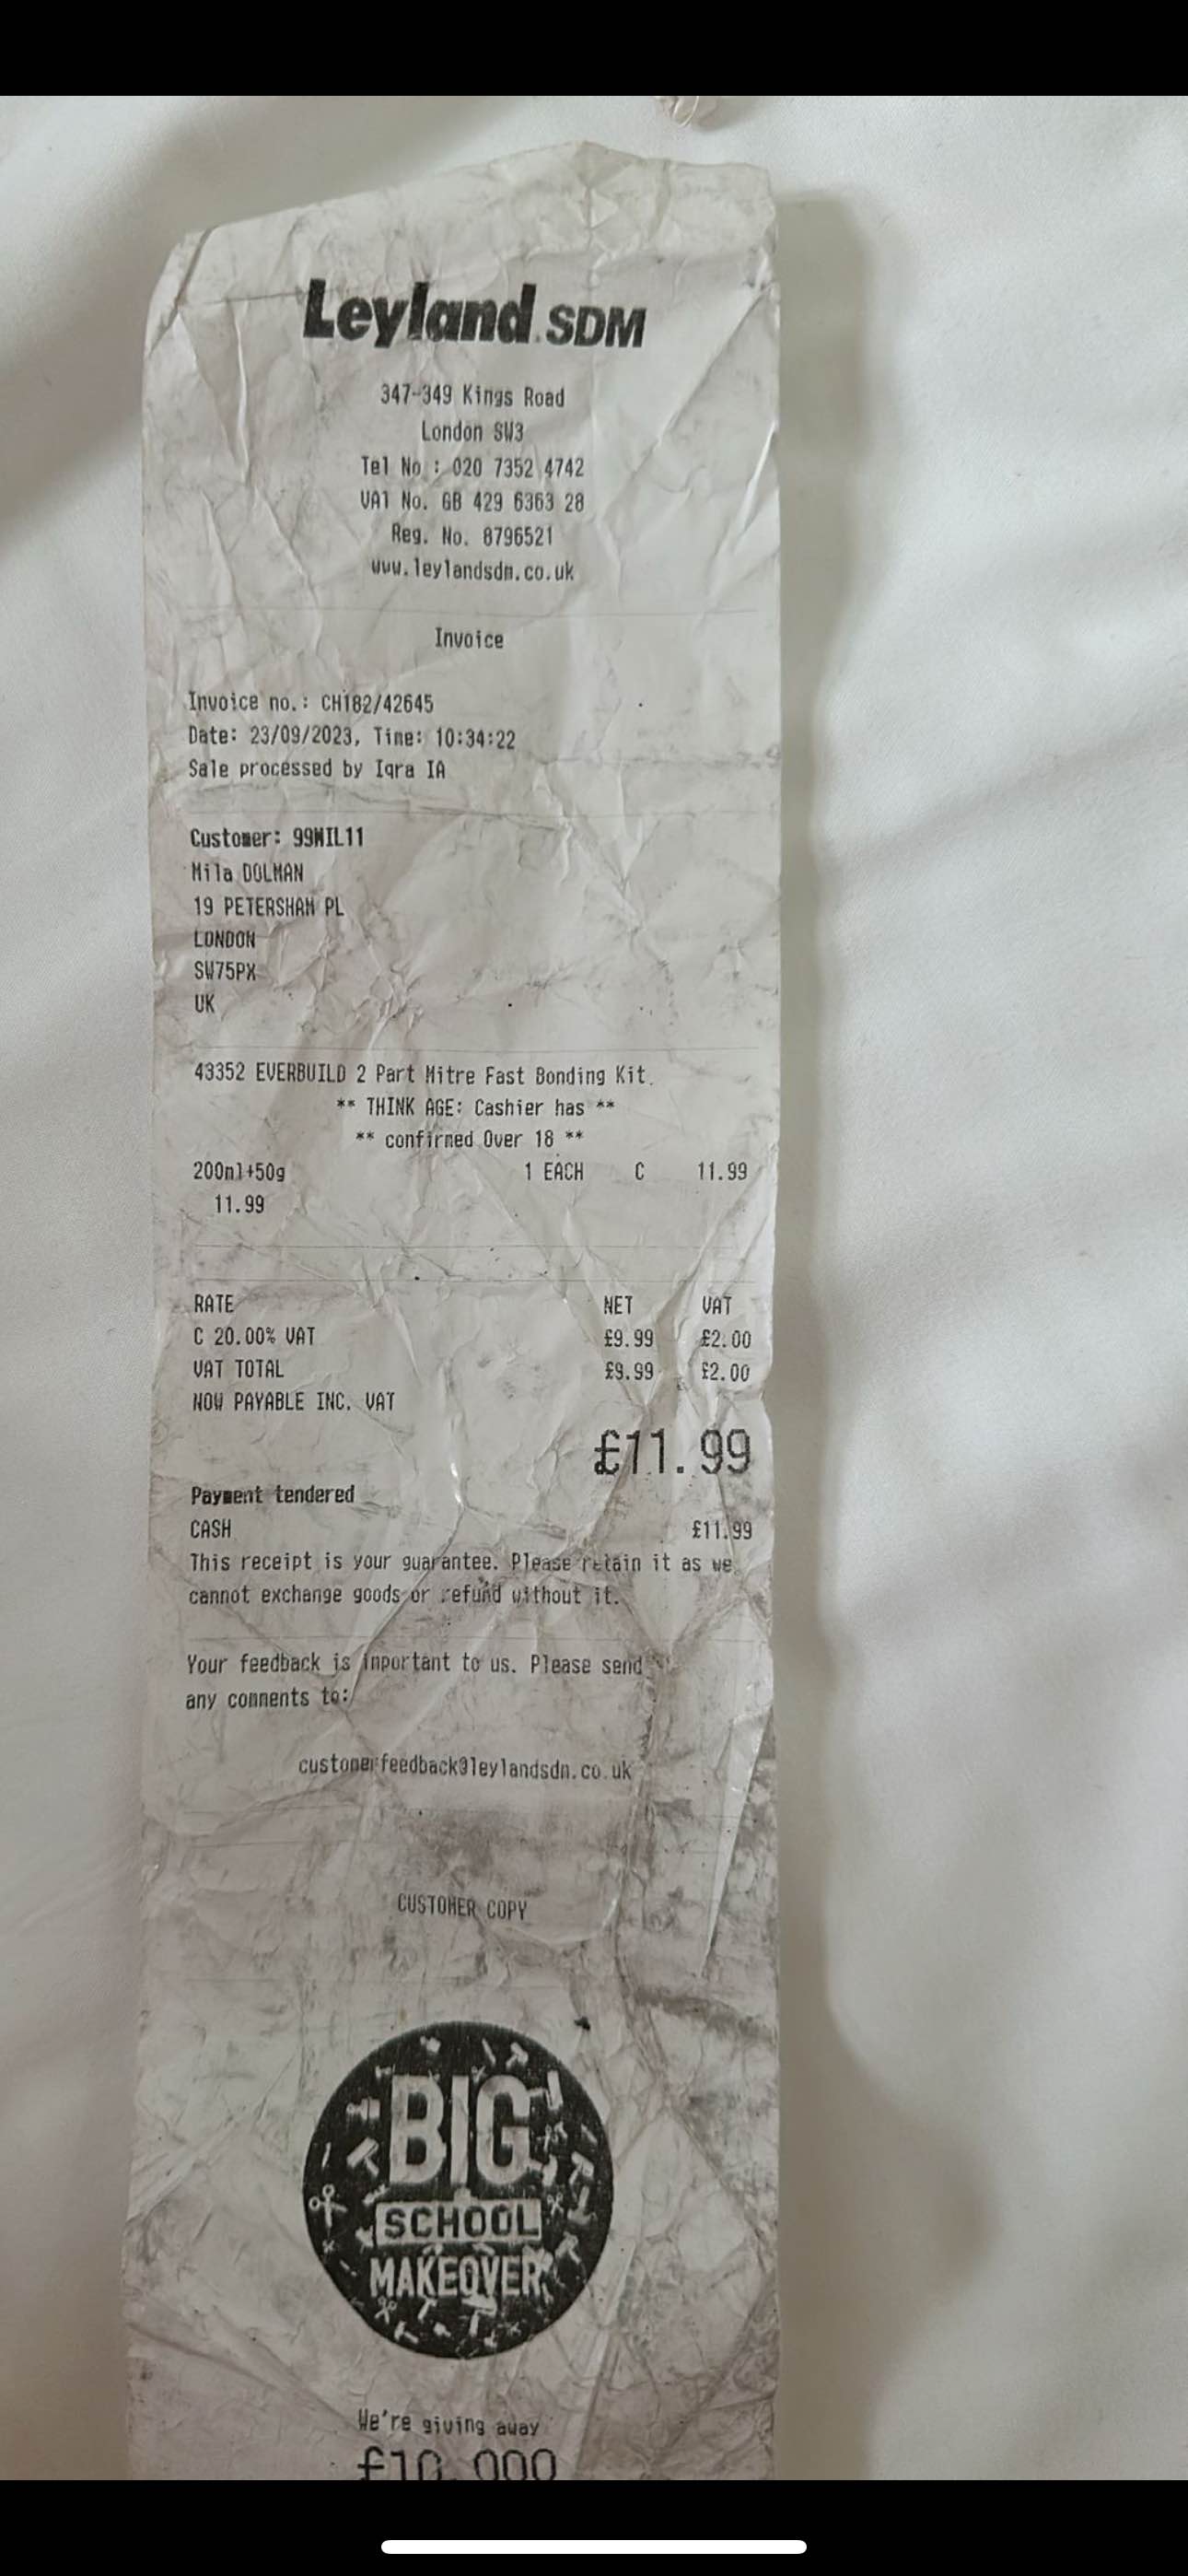 Leyland SDM
347-349 Kings Road
London SW3
Tel No : 020 7352 4742
VAT No. GB 429 6363 28
Reg. No. 8796521
www.leylandsdm.co.uk
Invoice
Invoice no.: CH182/42645
Date: 23/09/2023, Time: 10:34:22
Sale processed by Iqra IA
Customer: 99MIL11
Mila DOLMAN
19 PETERSHAM PL
LONDON
SW75PX
UK
43352 EVERBUILD 2 Part Mitre Fast Bonding Kit.
** THINK AGE: Cashier has **
** confirmed Over 18 **
200ml+50g 1 EACH C 11.99
11.99
RATE NET VAT
C 20.00% VAT £9.99 £2.00
VAT TOTAL £9.99 £2.00
NOW PAYABLE INC. VAT
£11.99
Payment tendered
CASH £11.99
This receipt is your guarantee. Please retain it as we
cannot exchange goods or refund without it.
Your feedback is important to us. Please send
any comments to:
customerfeedback@leylandsdm.co.uk
CUSTOMER COPY
BIG
SCHOOL
MAKEOVER
We're giving away
£10,000